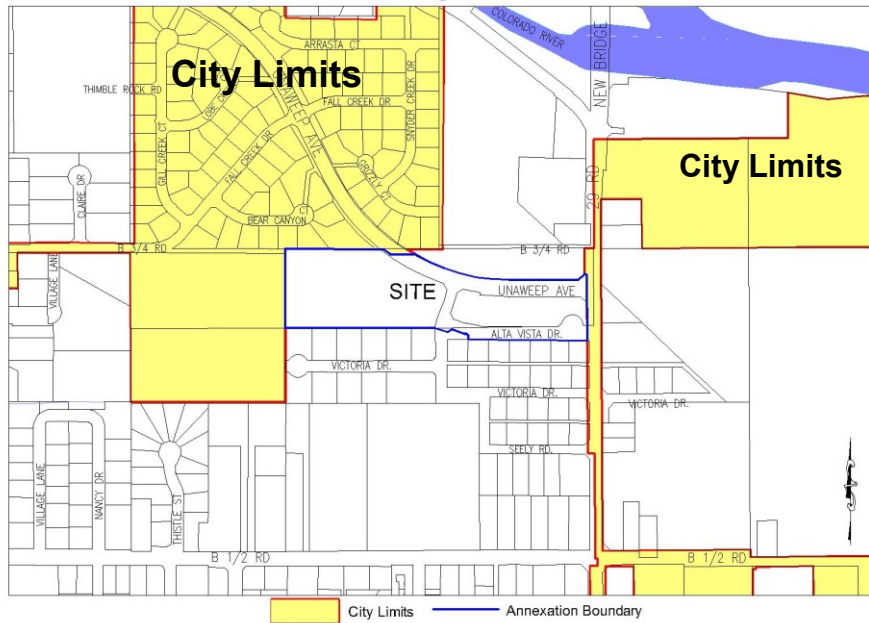 COLORADO RIVER
ARRASTA CT
City Limits
UNAWEEP AVE
NEW BRIDGE
THIMBLE ROCK RD
FALL CREEK DR
SNYDER CREEK DR
City Limits
GILL CREEK CT
FALL CREEK DR
GRIZZLY CT
29 RD
CLAIRE DR
BEAR CANYON CT
B 3/4 RD
B 3/4 RD
VILLAGE LANE
SITE
UNAWEEP AVE
ALTA VISTA DR.
VICTORIA DR.
VICTORIA DR.
VICTORIA DR.
SEELY RD.
VILLAGE LANE
NANCY DR
THISTLE ST
B 1/2 RD
B 1/2 RD
City Limits
Annexation Boundary